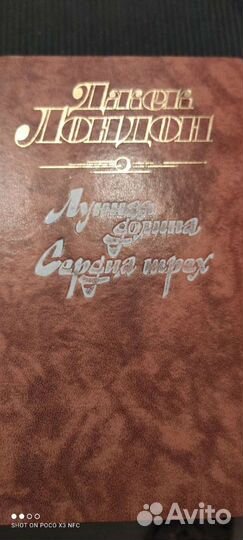 Джек
Лондон
Лунная
долина
Сердца трех
SHOT ON POCO X3 NFC
Avito